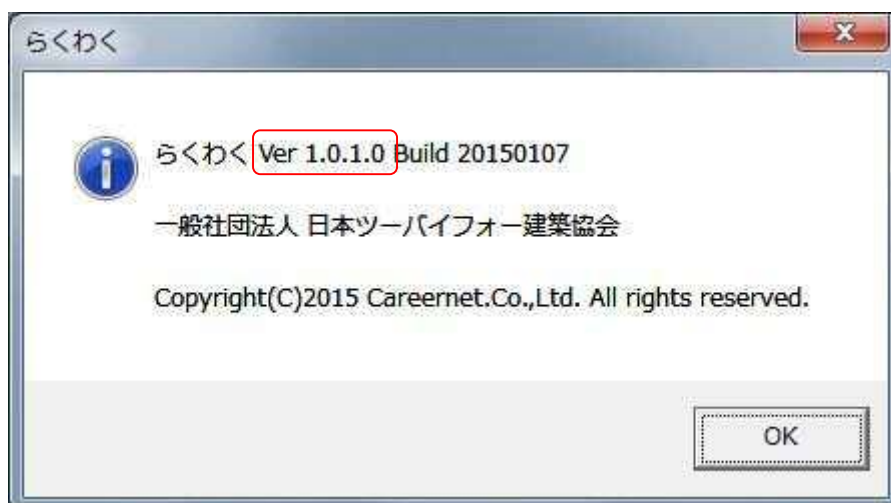 らくわく
らくわく Ver 1.0.1.0 Build 20150107
一般社団法人 日本ツーバイフォー建築協会
Copyright(C)2015 Careernet.Co.,Ltd. All rights reserved.
OK